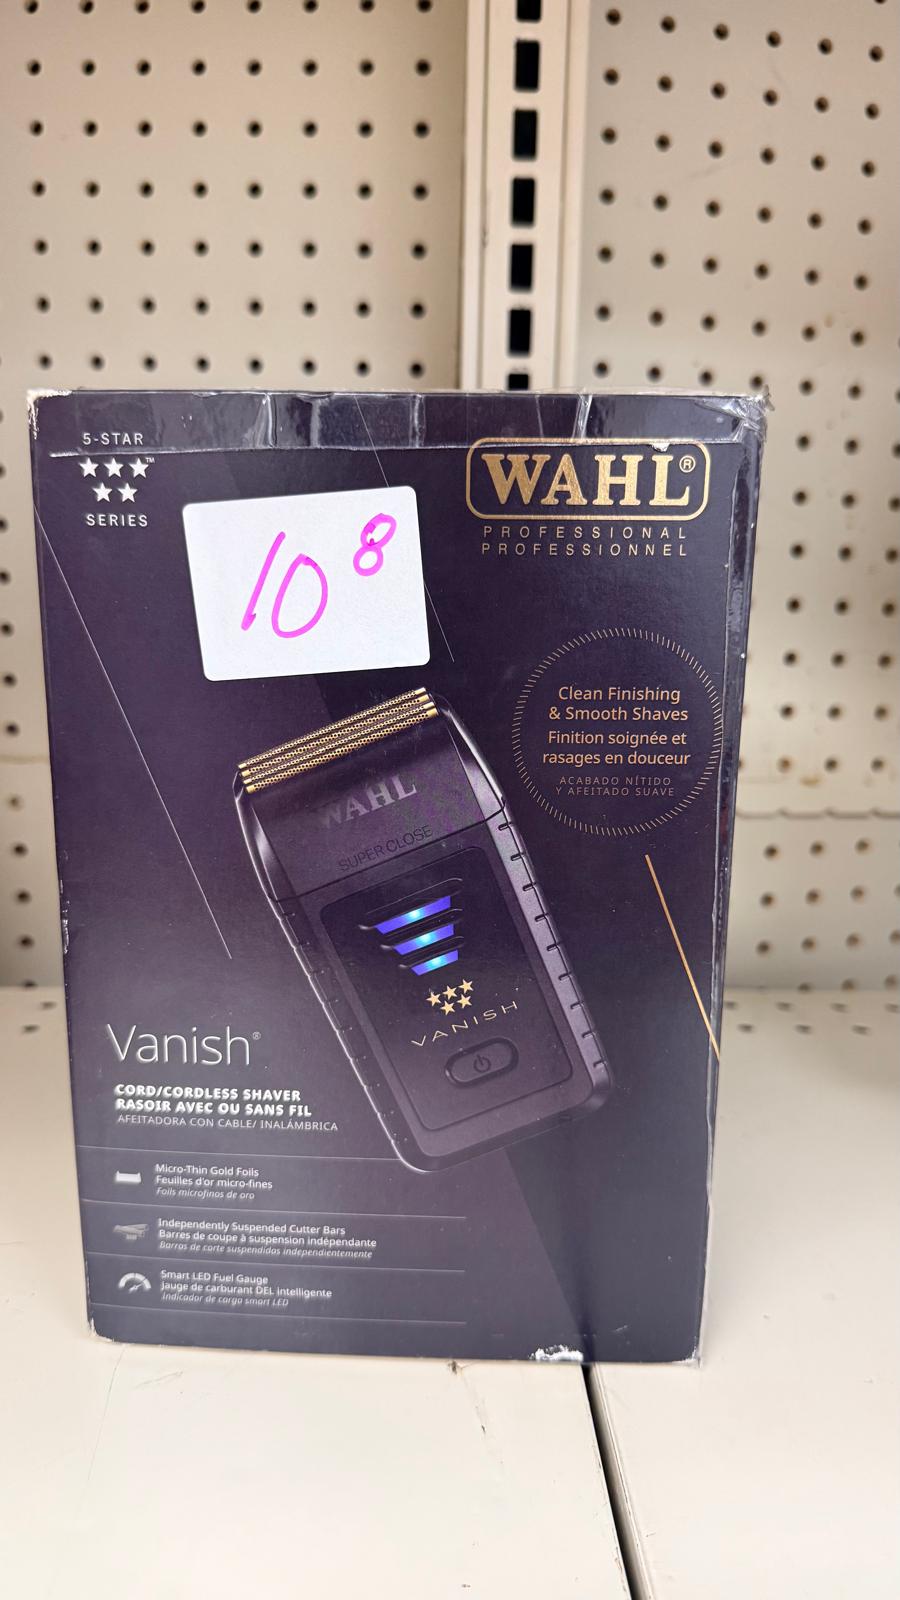 5-STAR
★★★™
★★
SERIES
WAHL®
PROFESSIONAL
PROFESSIONNEL
10 8
Clean Finishing
& Smooth Shaves
Finition soignée et
rasages en douceur
ACABADO NÍTIDO
Y AFEITADO SUAVE
WAHL
SUPER CLOSE
VANISH
Vanish®
CORD/CORDLESS SHAVER
RASOIR AVEC OU SANS FIL
AFEITADORA CON CABLE/ INALÁMBRICA
Micro-Thin Gold Foils
Feuilles d'or micro-fines
Foils microfinos de oro
Independently Suspended Cutter Bars
Barres de coupe à suspension indépendante
Barras de corte suspendidas independientemente
Smart LED Fuel Gauge
Jauge de carburant DEL intelligente
Indicador de carga smart LED